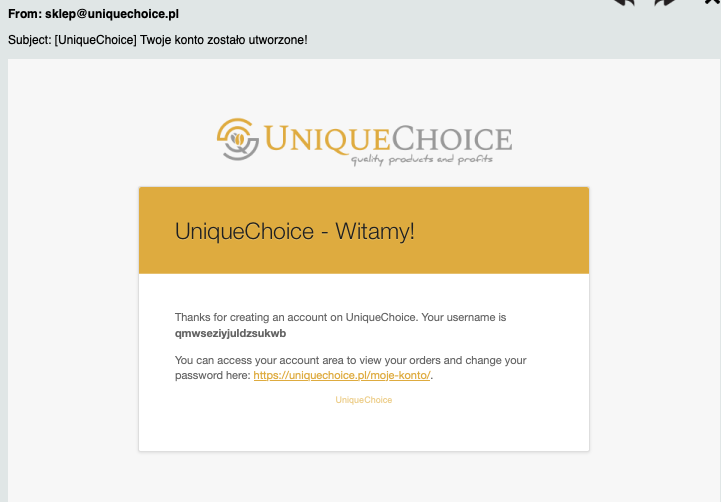 From: sklep@uniquechoice.pl
Subject: [UniqueChoice] Twoje konto zostało utworzone!
UNIQUECHOICE
quality products and profits
UniqueChoice - Witamy!
Thanks for creating an account on UniqueChoice. Your username is
qmwseziyjuldzsukwb
You can access your account area to view your orders and change your
password here: https://uniquechoice.pl/moje-konto/.
UniqueChoice